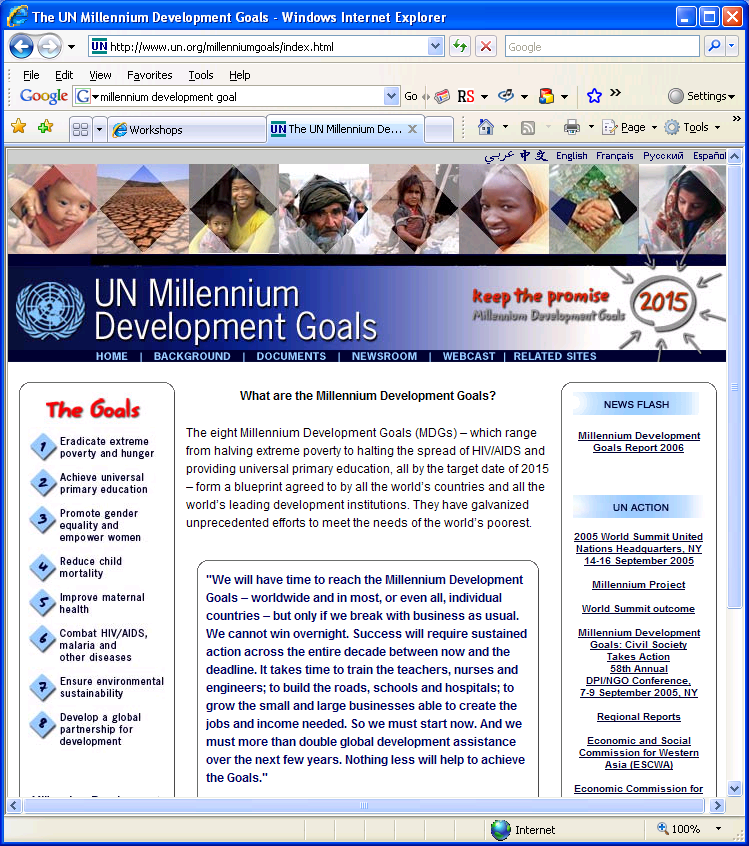 The UN Millennium Development Goals - Windows Internet Explorer
UN http://www.un.org/milleniumgoals/index.html
Google
File Edit View Favorites Tools Help
Google G millennium development goal Go RS Settings
Workshops UN The UN Millennium De... Page Tools
عربي 中文 English Français Русский Español
UN Millennium
Development Goals
keep the promise
Millennium Development Goals
2015
HOME | BACKGROUND | DOCUMENTS | NEWSROOM | WEBCAST | RELATED SITES
The Goals
1 Eradicate extreme
poverty and hunger
2 Achieve universal
primary education
3 Promote gender
equality and
empower women
4 Reduce child
mortality
5 Improve maternal
health
6 Combat HIV/AIDS,
malaria and
other diseases
7 Ensure environmental
sustainability
8 Develop a global
partnership for
development
What are the Millennium Development Goals?
The eight Millennium Development Goals (MDGs) – which range
from halving extreme poverty to halting the spread of HIV/AIDS and
providing universal primary education, all by the target date of 2015
– form a blueprint agreed to by all the world's countries and all the
world's leading development institutions. They have galvanized
unprecedented efforts to meet the needs of the world's poorest.
"We will have time to reach the Millennium Development
Goals – worldwide and in most, or even all, individual
countries – but only if we break with business as usual.
We cannot win overnight. Success will require sustained
action across the entire decade between now and the
deadline. It takes time to train the teachers, nurses and
engineers; to build the roads, schools and hospitals; to
grow the small and large businesses able to create the
jobs and income needed. So we must start now. And we
must more than double global development assistance
over the next few years. Nothing less will help to achieve
the Goals."
NEWS FLASH
Millennium Development
Goals Report 2006
UN ACTION
2005 World Summit United
Nations Headquarters, NY
14-16 September 2005
Millennium Project
World Summit outcome
Millennium Development
Goals: Civil Society
Takes Action
58th Annual
DPI/NGO Conference,
7-9 September 2005, NY
Regional Reports
Economic and Social
Commission for Western
Asia (ESCWA)
Economic Commission for
Internet 100%